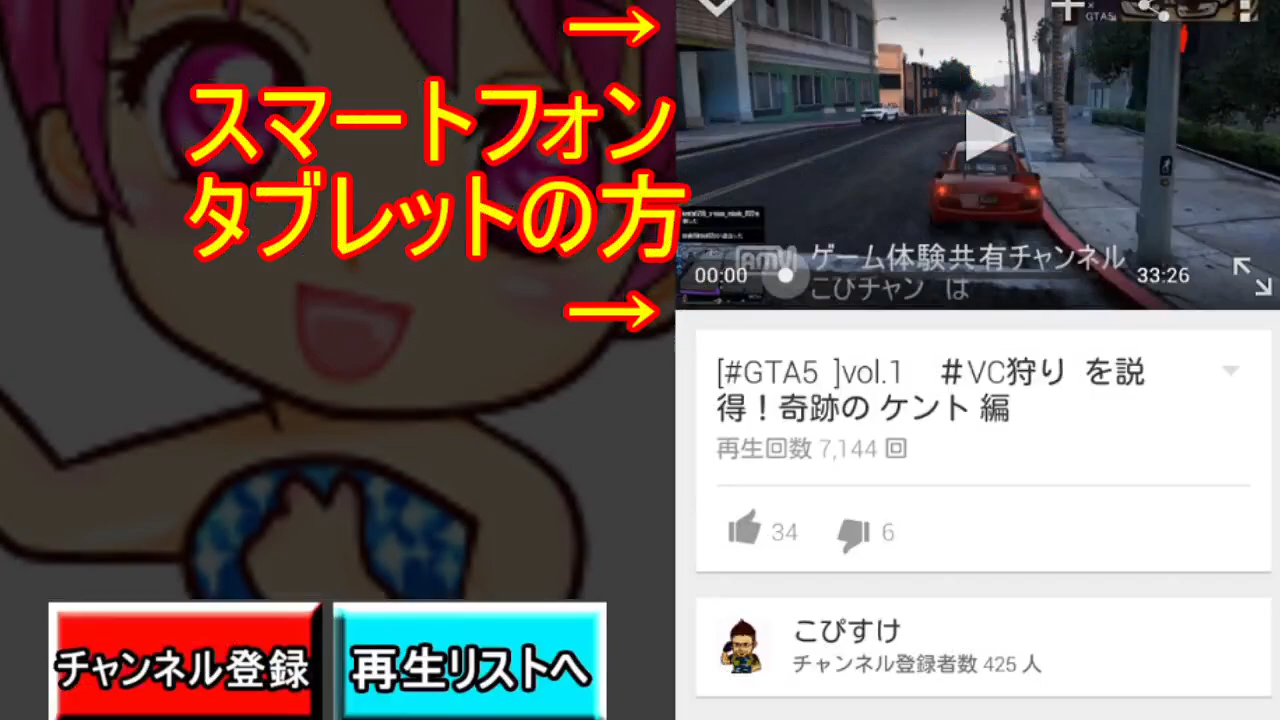 →
スマートフォン
タブレットの方
→
チャンネル登録
再生リストへ
GTA5
AMV
ゲーム体験共有チャンネル
こひチャン は
00:00
33:26
[#GTA5 ]vol.1 #VC狩り を説
得！奇跡の ケント 編
再生回数 7,144 回
34
6
こぴすけ
チャンネル登録者数 425 人